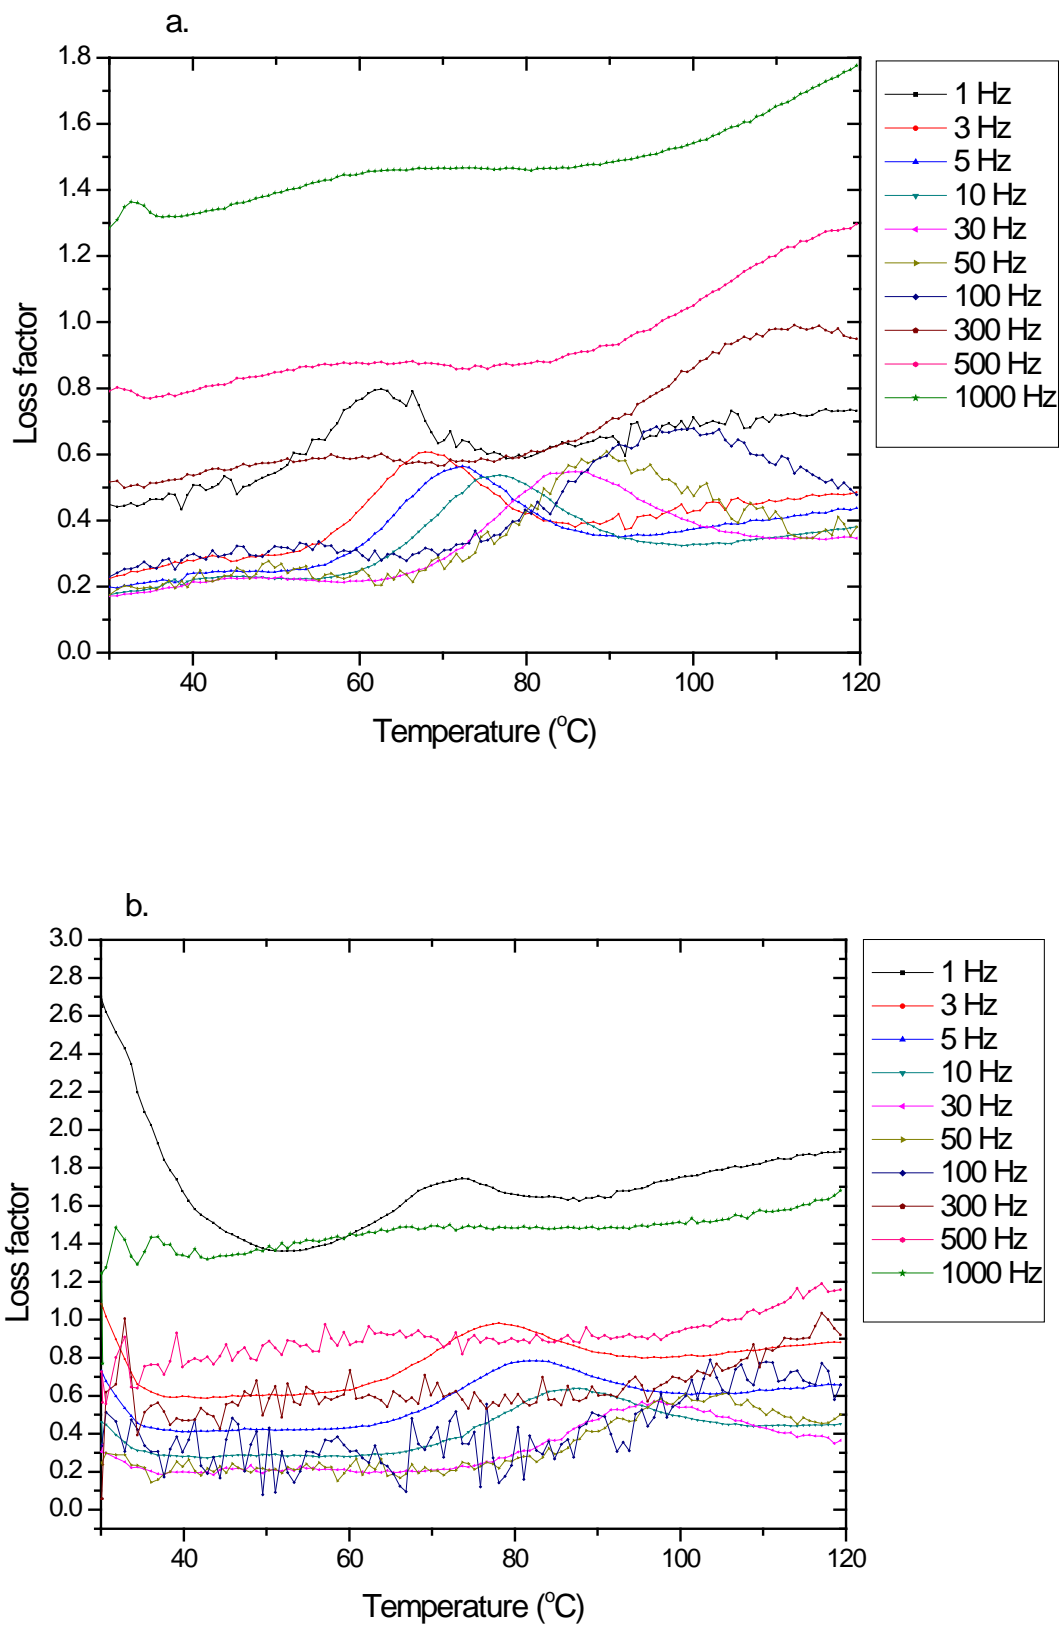 a.
1.8
1.6
1.4
1.2
1.0
0.8
0.6
0.4
0.2
0.0
Loss factor
40 60 80 100 120
Temperature (°C)
1 Hz
3 Hz
5 Hz
10 Hz
30 Hz
50 Hz
100 Hz
300 Hz
500 Hz
1000 Hz
b.
3.0
2.8
2.6
2.4
2.2
2.0
1.8
1.6
1.4
1.2
1.0
0.8
0.6
0.4
0.2
0.0
Loss factor
40 60 80 100 120
Temperature (°C)
1 Hz
3 Hz
5 Hz
10 Hz
30 Hz
50 Hz
100 Hz
300 Hz
500 Hz
1000 Hz